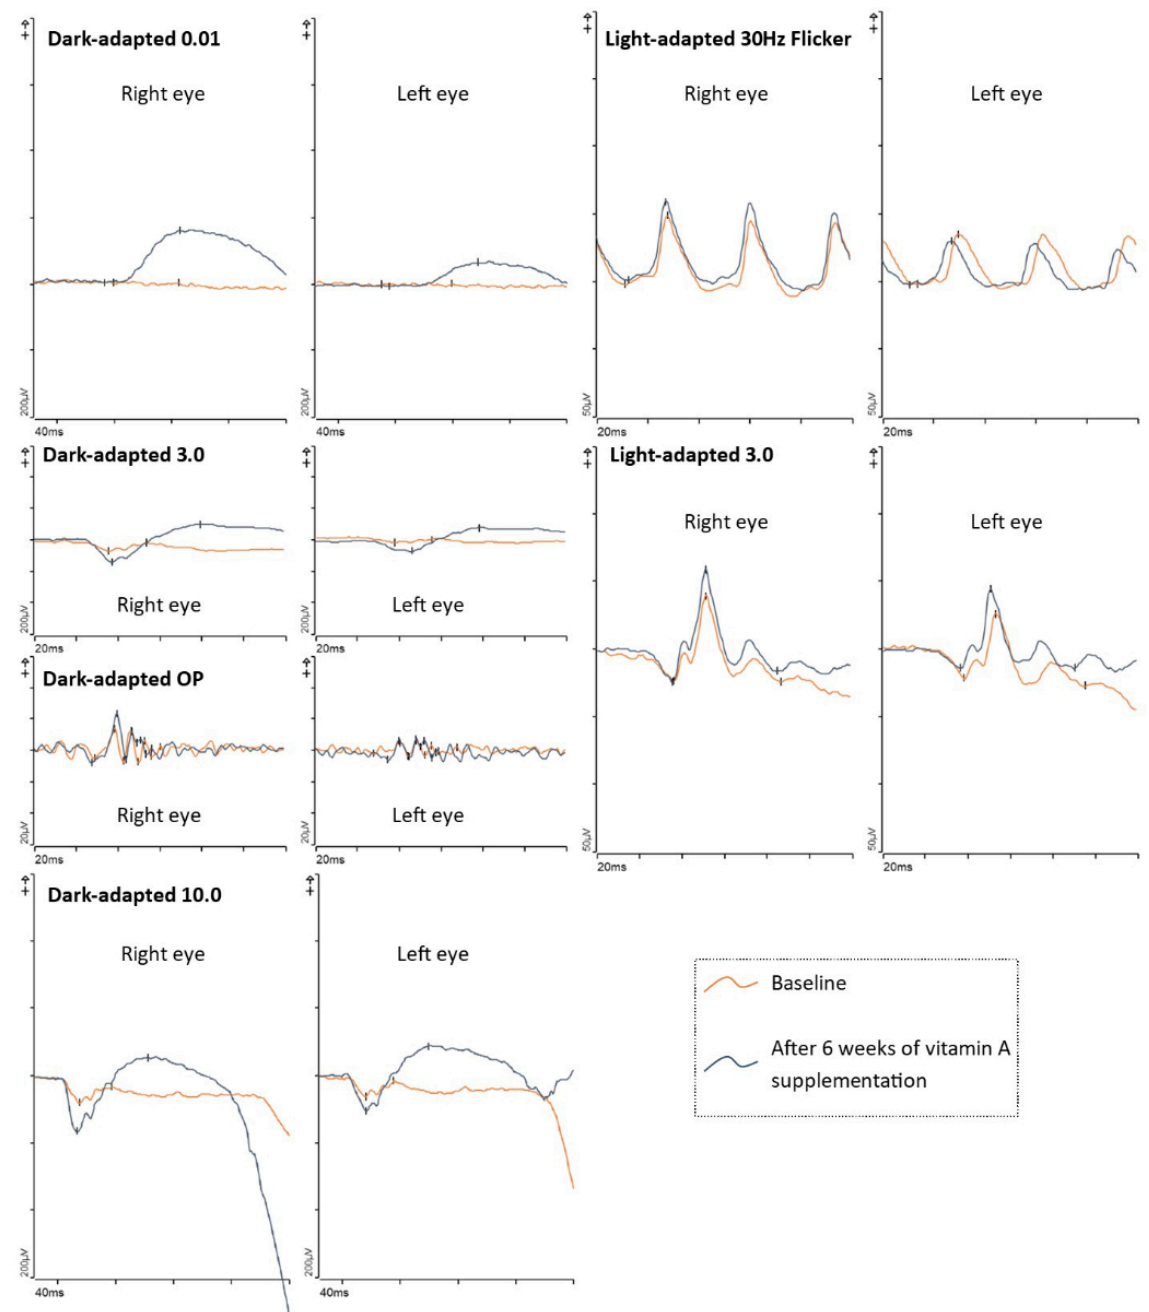 Dark-adapted 0.01
Right eye
Left eye
200µV
200µV
40ms
40ms
Light-adapted 30Hz Flicker
Right eye
Left eye
50µV
50µV
20ms
20ms
Dark-adapted 3.0
Right eye
Left eye
200µV
200µV
20ms
20ms
Light-adapted 3.0
Right eye
Left eye
50µV
50µV
20ms
20ms
Dark-adapted OP
Right eye
Left eye
20µV
20µV
20ms
20ms
Dark-adapted 10.0
Right eye
Left eye
200µV
200µV
40ms
40ms
Baseline
After 6 weeks of vitamin A
supplementation